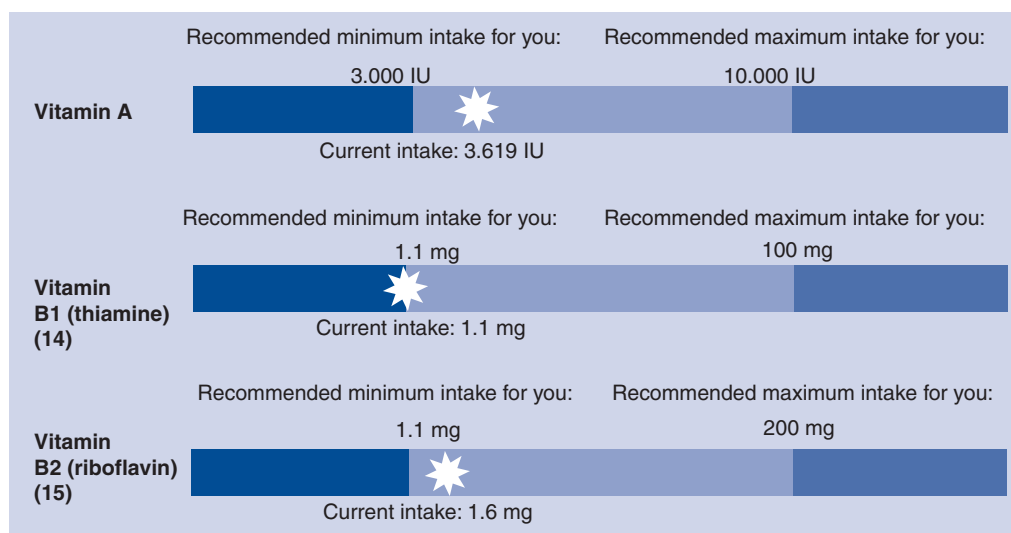 Recommended minimum intake for you:
Recommended maximum intake for you:
3.000 IU
10.000 IU
Vitamin A
Current intake: 3.619 IU
Recommended minimum intake for you:
Recommended maximum intake for you:
1.1 mg
100 mg
Vitamin
B1 (thiamine)
(14)
Current intake: 1.1 mg
Recommended minimum intake for you:
Recommended maximum intake for you:
1.1 mg
200 mg
Vitamin
B2 (riboflavin)
(15)
Current intake: 1.6 mg